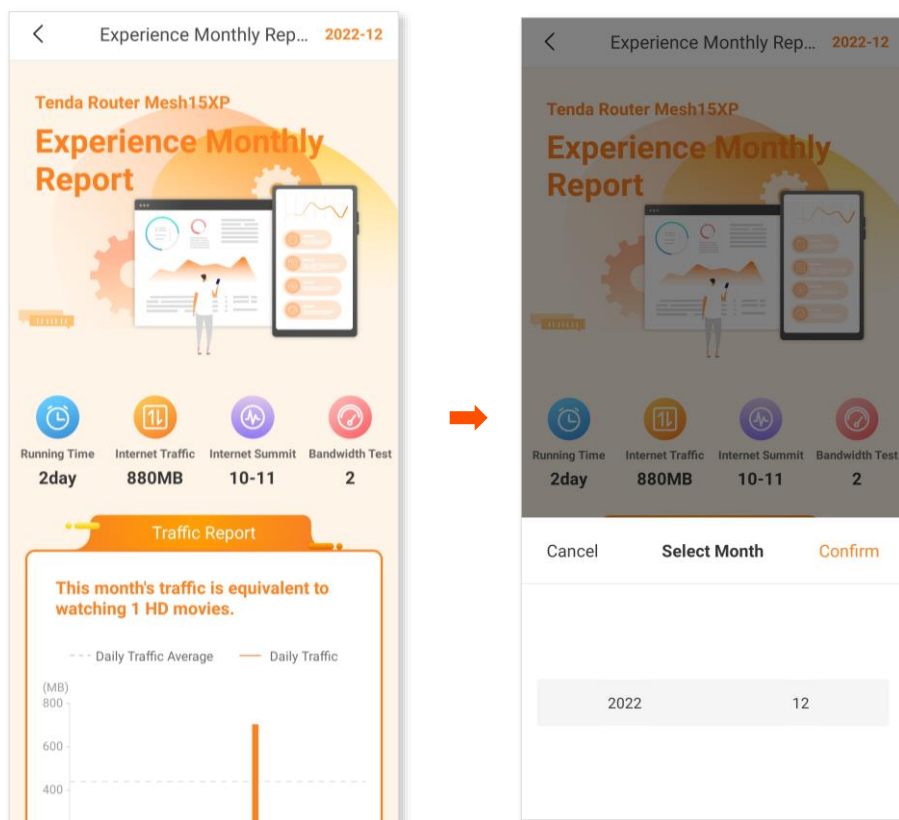 Experience Monthly Rep... 2022-12
Tenda Router Mesh15XP
Experience Monthly
Report
Running Time Internet Traffic Internet Summit Bandwidth Test
2day 880MB 10-11 2
Traffic Report
This month's traffic is equivalent to
watching 1 HD movies.
Daily Traffic Average Daily Traffic
(MB)
800
600
400
Experience Monthly Rep... 2022-12
Tenda Router Mesh15XP
Experience Monthly
Report
Running Time Internet Traffic Internet Summit Bandwidth Test
2day 880MB 10-11 2
Cancel Select Month Confirm
2022 12